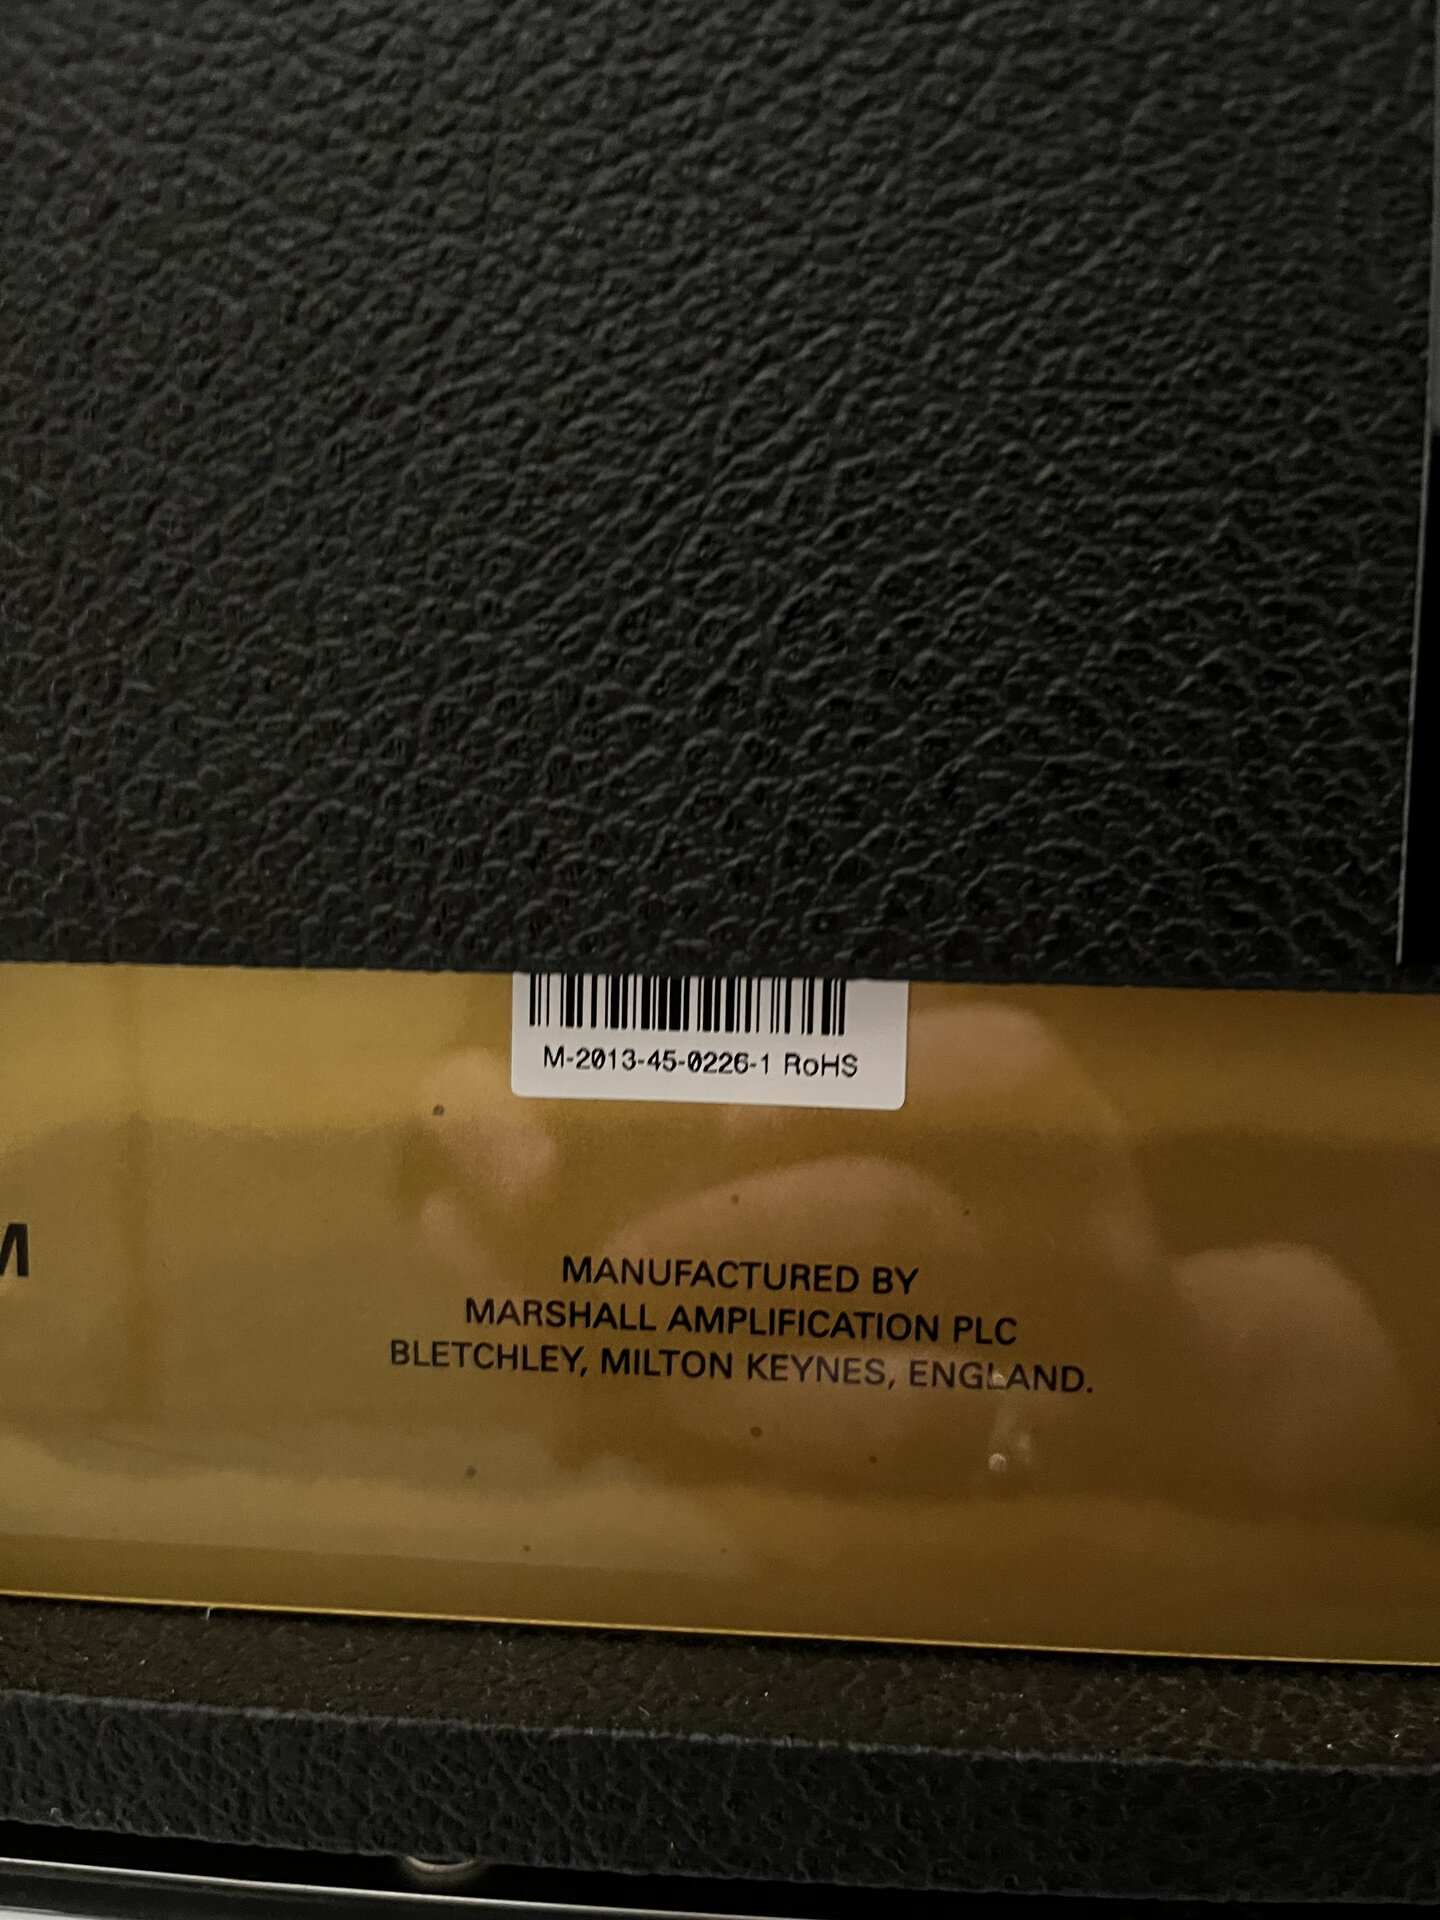 M-2013-45-0226-1 RoHS
M
MANUFACTURED BY
MARSHALL AMPLIFICATION PLC
BLETCHLEY, MILTON KEYNES, ENGLAND.